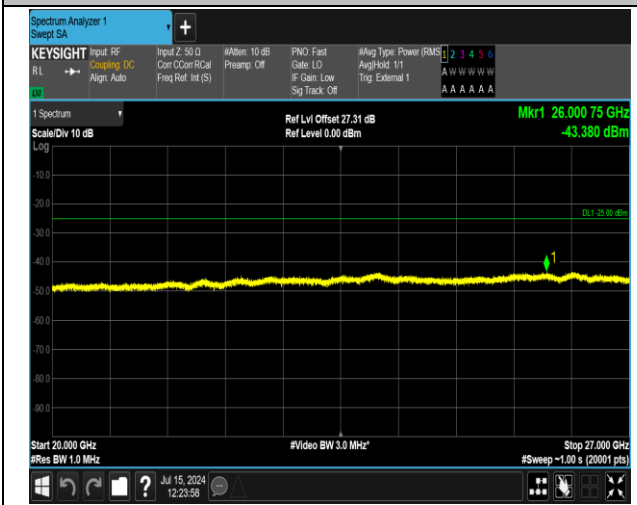 Spectrum Analyzer 1
Swept SA
+
KEYSIGHT
RL
LXI
Input: RF
Coupling: DC
Align: Auto
Input Z: 50 Ω
Corr CCorr RCal
Freq Ref: Int (S)
#Atten: 10 dB
Preamp: Off
PNO: Fast
Gate: LO
IF Gain: Low
Sig Track: Off
#Avg Type: Power (RMS
Avg|Hold: 1/1
Trig: External 1
1 2 3 4 5 6
A W W W W W
A A A A A A
1 Spectrum
Scale/Div 10 dB
Log
Ref Lvl Offset 27.31 dB
Ref Level 0.00 dBm
Mkr1 26.000 75 GHz
-43.380 dBm
-10.0
-20.0
DL1 -25.00 dBm
-30.0
-40.0
1
-50.0
-60.0
-70.0
-80.0
-90.0
Start 20.000 GHz
#Res BW 1.0 MHz
#Video BW 3.0 MHz*
Stop 27.000 GHz
#Sweep ~1.00 s (20001 pts)
?
Jul 15, 2024
12:23:58